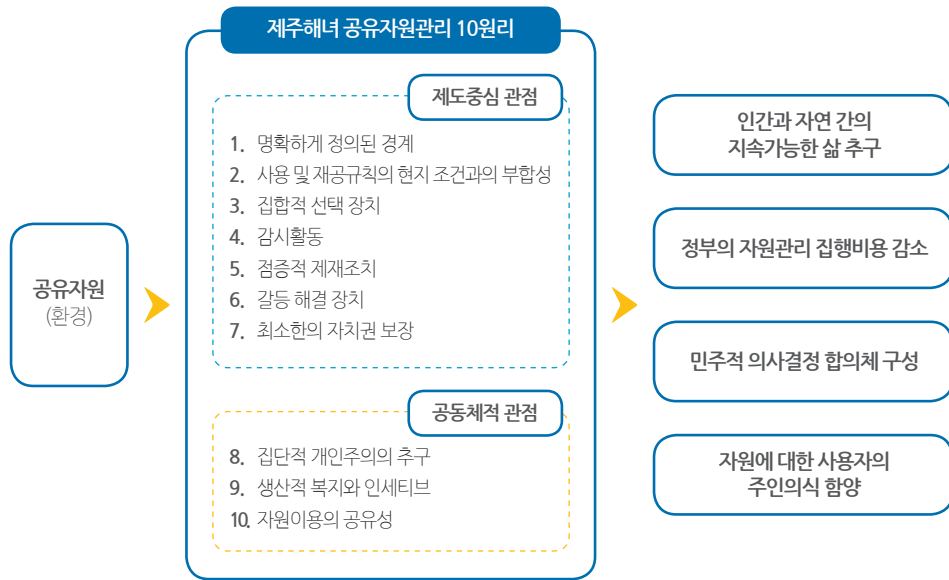 제주해녀 공유자원관리 10원리
공유자원
(환경)
제도중심 관점
1. 명확하게 정의된 경계
2. 사용 및 재공규칙의 현지 조건과의 부합성
3. 집합적 선택 장치
4. 감시활동
5. 점증적 제재조치
6. 갈등 해결 장치
7. 최소한의 자치권 보장
공동체적 관점
8. 집단적 개인주의의 추구
9. 생산적 복지와 인세티브
10. 자원이용의 공유성
인간과 자연 간의
지속가능한 삶 추구
정부의 자원관리 집행비용 감소
민주적 의사결정 합의체 구성
자원에 대한 사용자의
주인의식 함양